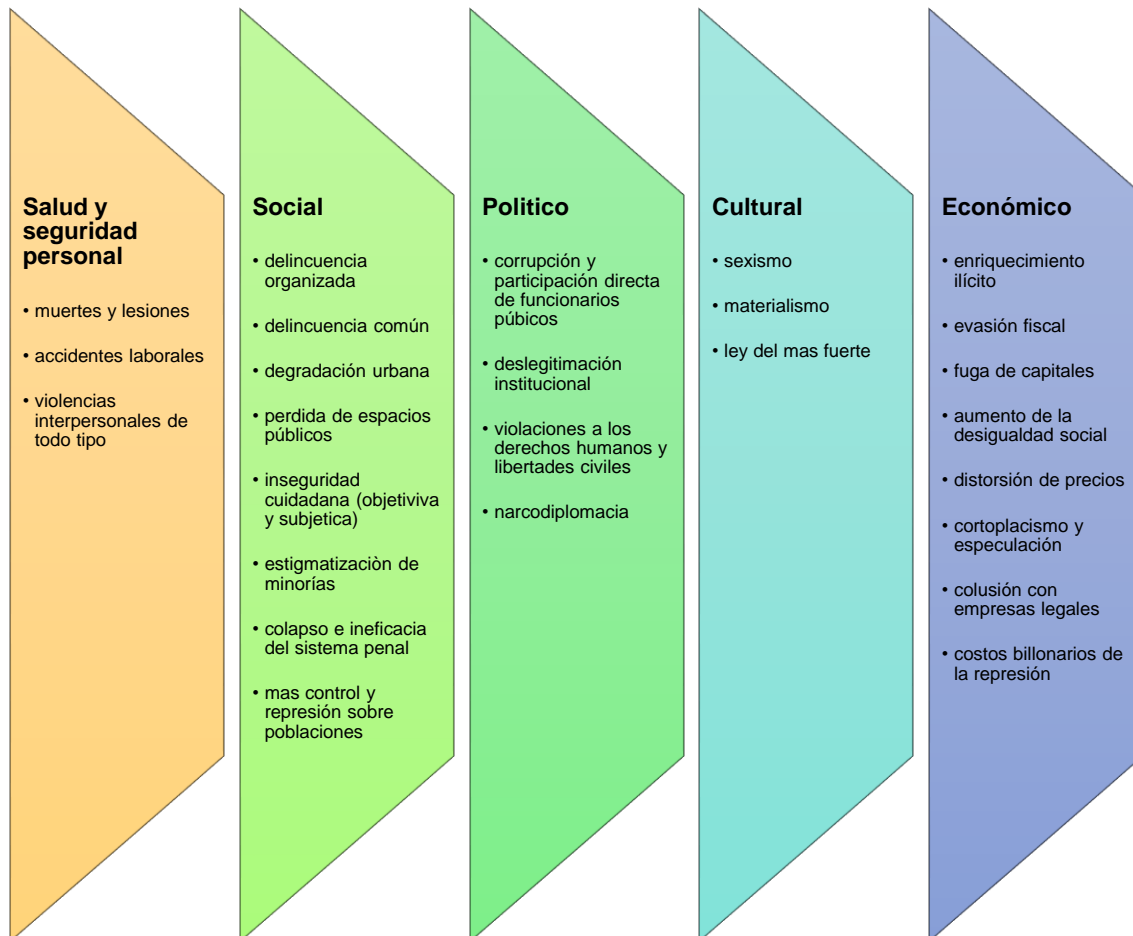 Salud y
seguridad
personal
• muertes y lesiones
• accidentes laborales
• violencias
interpersonales de
todo tipo
Social
• delincuencia
organizada
• delincuencia común
• degradación urbana
• perdida de espacios
públicos
• inseguridad
cuidadana (objetiviva
y subjetica)
• estigmatizaciòn de
minorías
• colapso e ineficacia
del sistema penal
• mas control y
represión sobre
poblaciones
Politico
• corrupción y
participación directa
de funcionarios
púbicos
• deslegitimación
institucional
• violaciones a los
derechos humanos y
libertades civiles
• narcodiplomacia
Cultural
• sexismo
• materialismo
• ley del mas fuerte
Económico
• enriquecimiento
ilícito
• evasión fiscal
• fuga de capitales
• aumento de la
desigualdad social
• distorsión de precios
• cortoplacismo y
especulación
• colusión con
empresas legales
• costos billonarios de
la represión